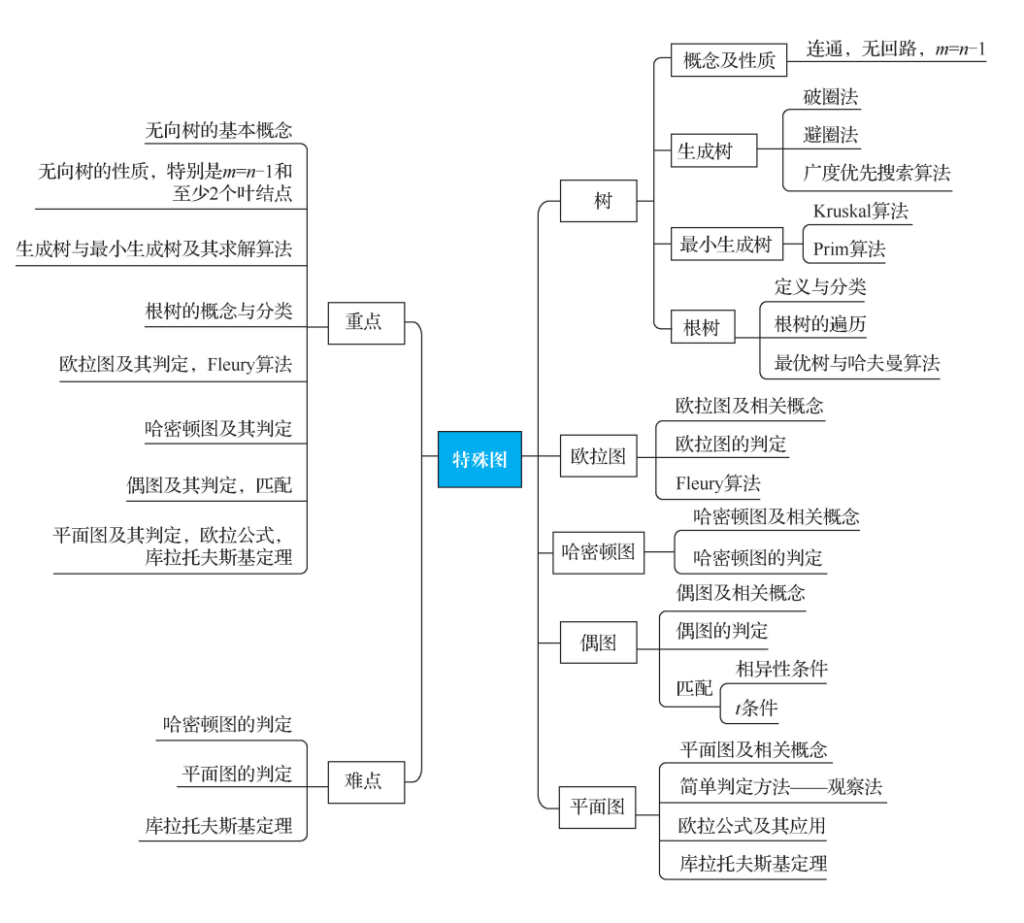 特殊图
重点
无向树的基本概念
无向树的性质，特别是m=n-1和
至少2个叶结点
生成树与最小生成树及其求解算法
根树的概念与分类
欧拉图及其判定，Fleury算法
哈密顿图及其判定
偶图及其判定，匹配
平面图及其判定，欧拉公式，
库拉托夫斯基定理
难点
哈密顿图的判定
平面图的判定
库拉托夫斯基定理
树
概念及性质
连通，无回路，m=n-1
生成树
破圈法
避圈法
广度优先搜索算法
最小生成树
Kruskal算法
Prim算法
根树
定义与分类
根树的遍历
最优树与哈夫曼算法
欧拉图
欧拉图及相关概念
欧拉图的判定
Fleury算法
哈密顿图
哈密顿图及相关概念
哈密顿图的判定
偶图
偶图及相关概念
偶图的判定
匹配
相异性条件
t条件
平面图
平面图及相关概念
简单判定方法——观察法
欧拉公式及其应用
库拉托夫斯基定理